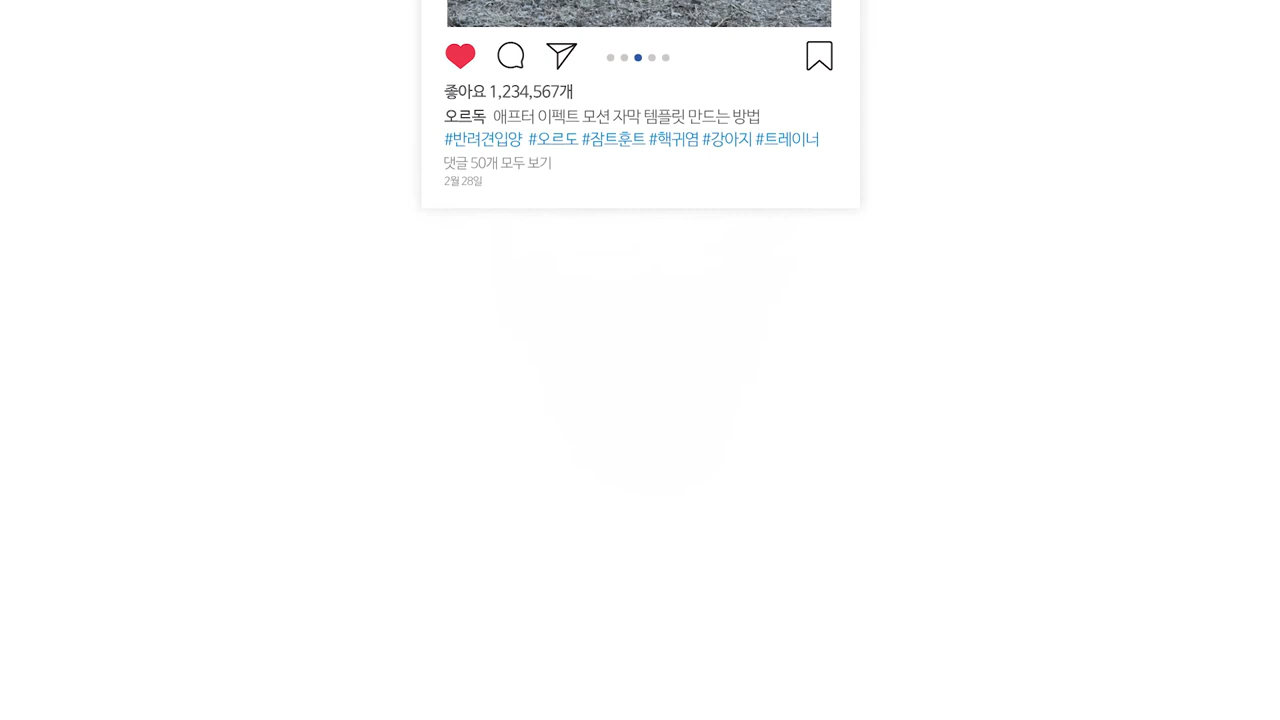 좋아요 1,234,567개
오르독 애프터 이펙트 모션 자막 템플릿 만드는 방법
#반려견입양 #오르도 #잠트훈트 #핵귀염 #강아지 #트레이너
댓글 50개 모두 보기
2월 28일